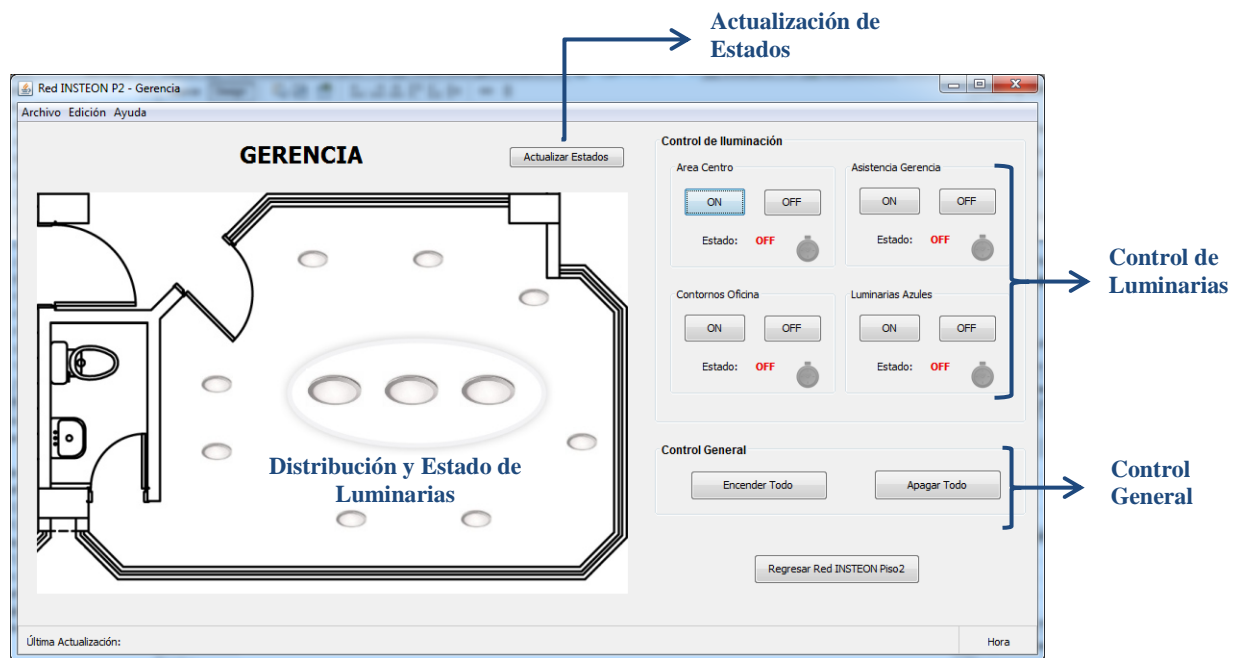 Actualización de
Estados
Red INSTEON P2 - Gerencia
Archivo Edición Ayuda
GERENCIA
Actualizar Estados
Control de Iluminación
Area Centro
ON
OFF
Estado: OFF
Asistencia Gerencia
ON
OFF
Estado: OFF
Contornos Oficina
ON
OFF
Estado: OFF
Luminarias Azules
ON
OFF
Estado: OFF
Control de
Luminarias
Distribución y Estado de
Luminarias
Control General
Encender Todo
Apagar Todo
Control
General
Regresar Red INSTEON Piso2
Última Actualización:
Hora